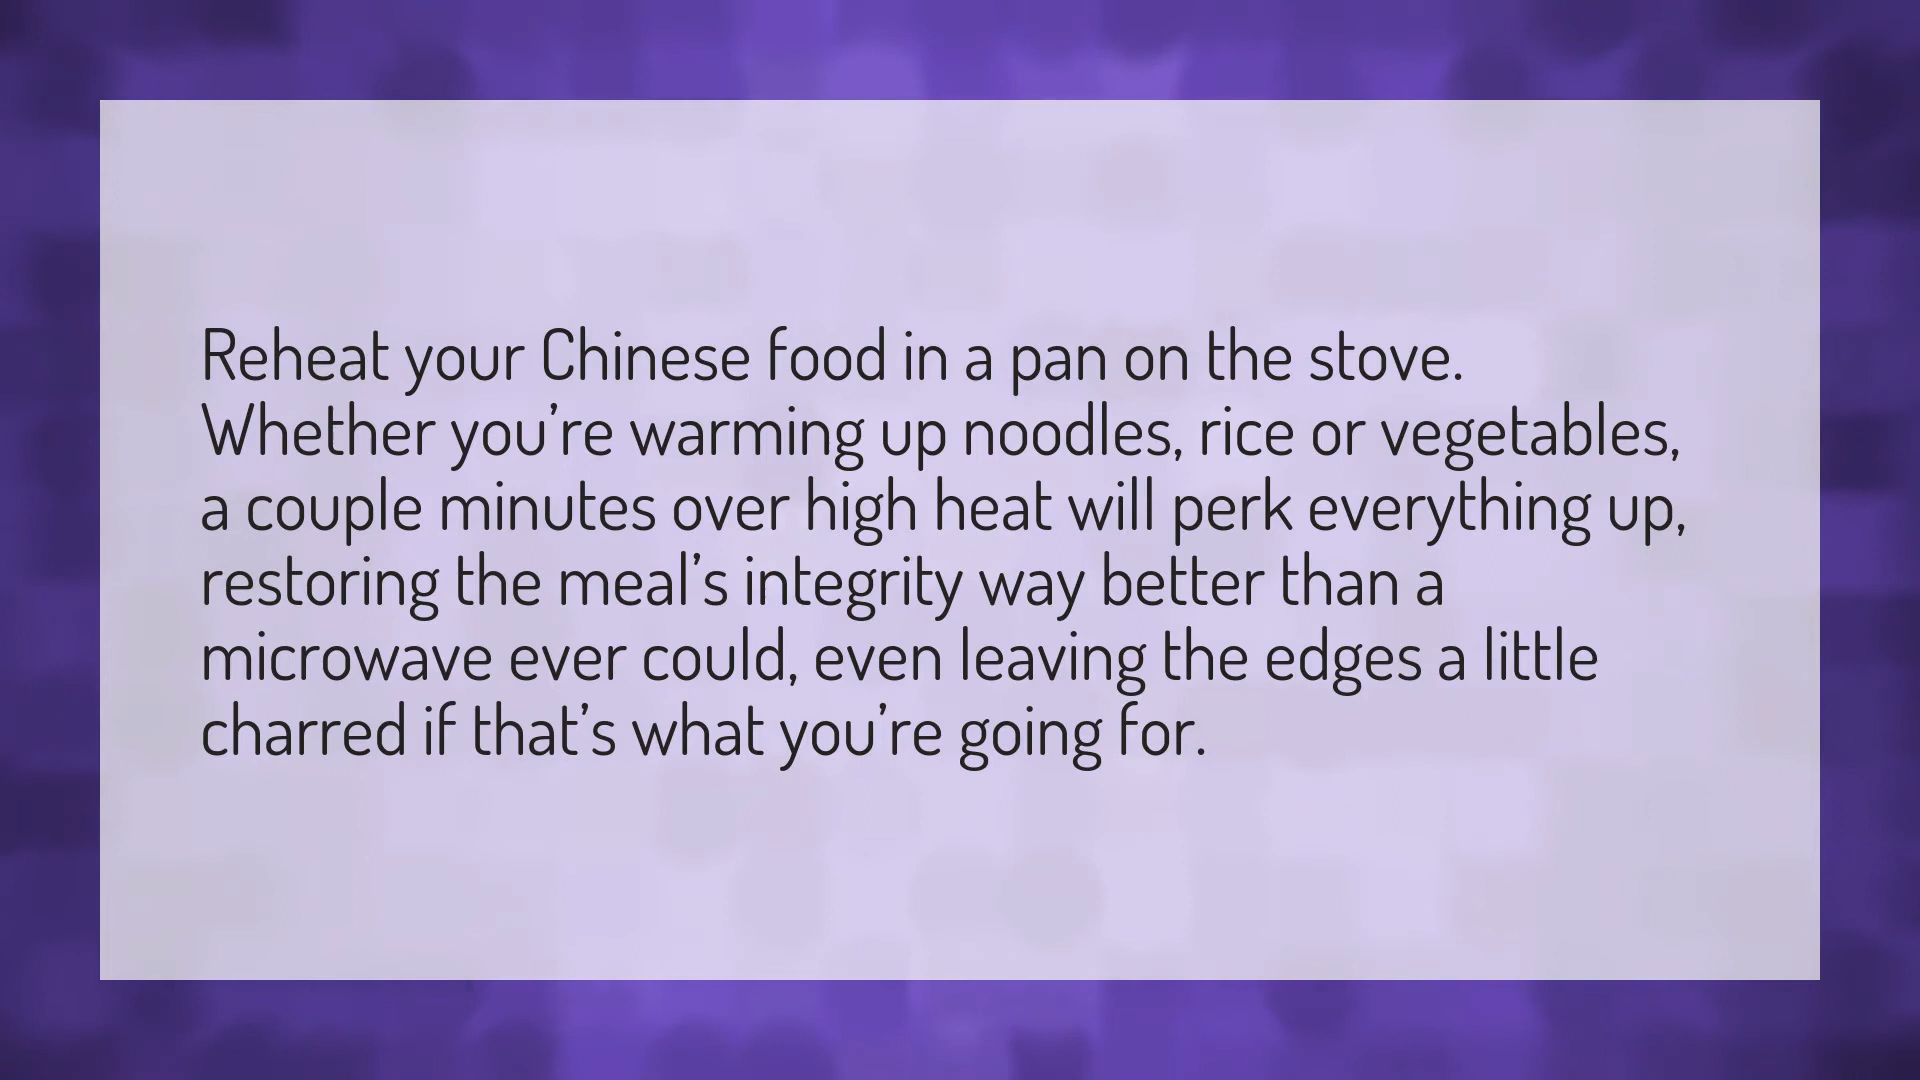 Reheat your Chinese food in a pan on the stove.
Whether you’re warming up noodles, rice or vegetables,
a couple minutes over high heat will perk everything up,
restoring the meal’s integrity way better than a
microwave ever could, even leaving the edges a little
charred if that’s what you’re going for.